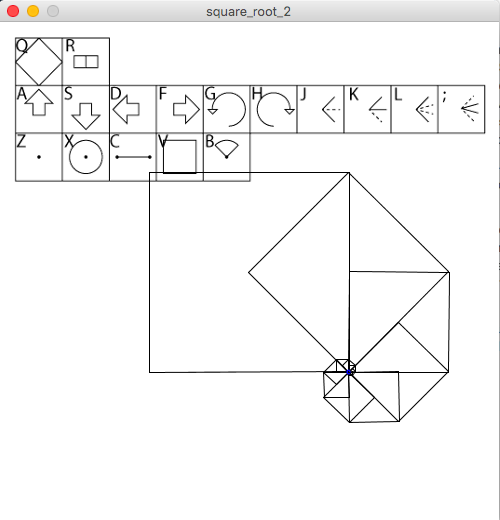 square_root_2
Q R
A S D F G H J K L ;
Z X C V B